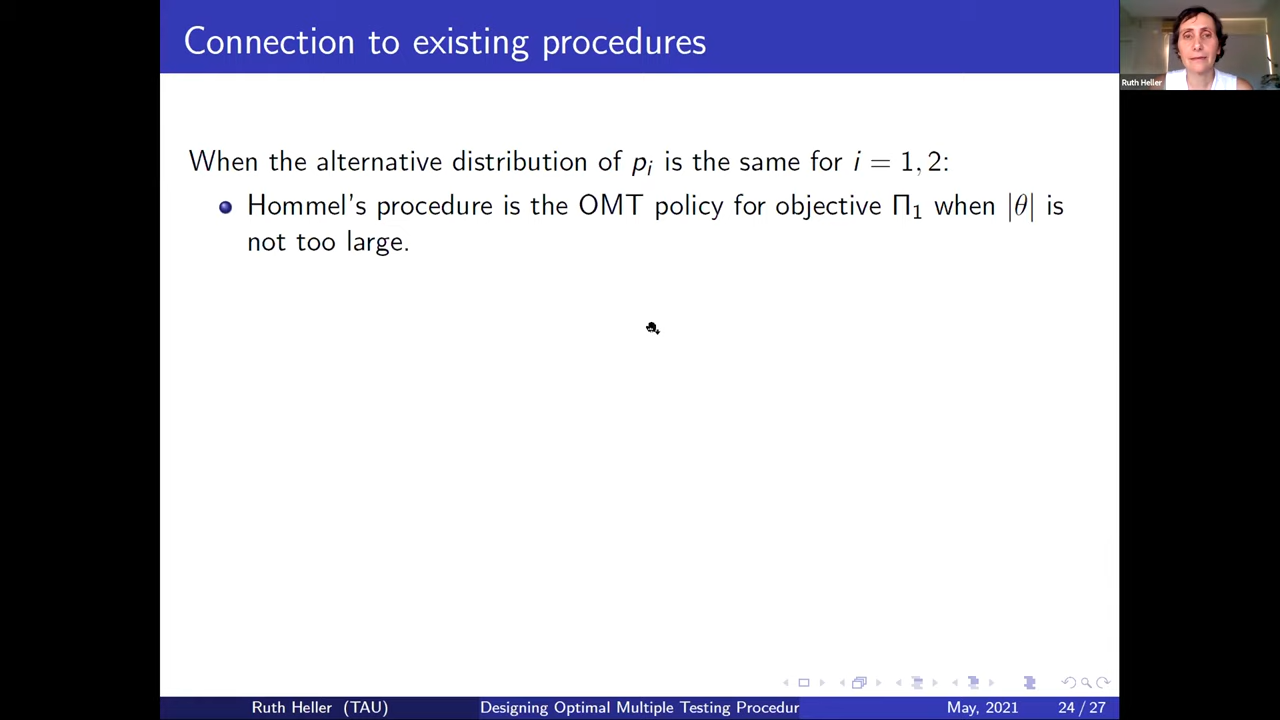 Connection to existing procedures
Ruth Heller
When the alternative distribution of pᵢ is the same for i = 1, 2:
Hommel's procedure is the OMT policy for objective Π₁ when |θ| is
not too large.
Ruth Heller (TAU)
Designing Optimal Multiple Testing Procedur
May, 2021
24 / 27